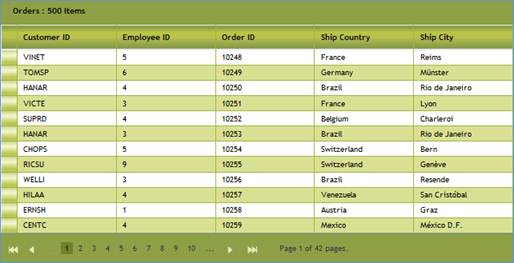 Orders : 500 Items
Customer ID Employee ID Order ID Ship Country Ship City
VINET 5 10248 France Reims
TOMSP 6 10249 Germany Münster
HANAR 4 10250 Brazil Rio de Janeiro
VICTE 3 10251 France Lyon
SUPRD 4 10252 Belgium Charleroi
HANAR 3 10253 Brazil Rio de Janeiro
CHOPS 5 10254 Switzerland Bern
RICSU 9 10255 Switzerland Genève
WELLI 3 10256 Brazil Resende
HILAA 4 10257 Venezuela San Cristóbal
ERNSH 1 10258 Austria Graz
CENTC 4 10259 Mexico México D.F.
1 2 3 4 5 6 7 8 9 10 ... Page 1 of 42 pages.